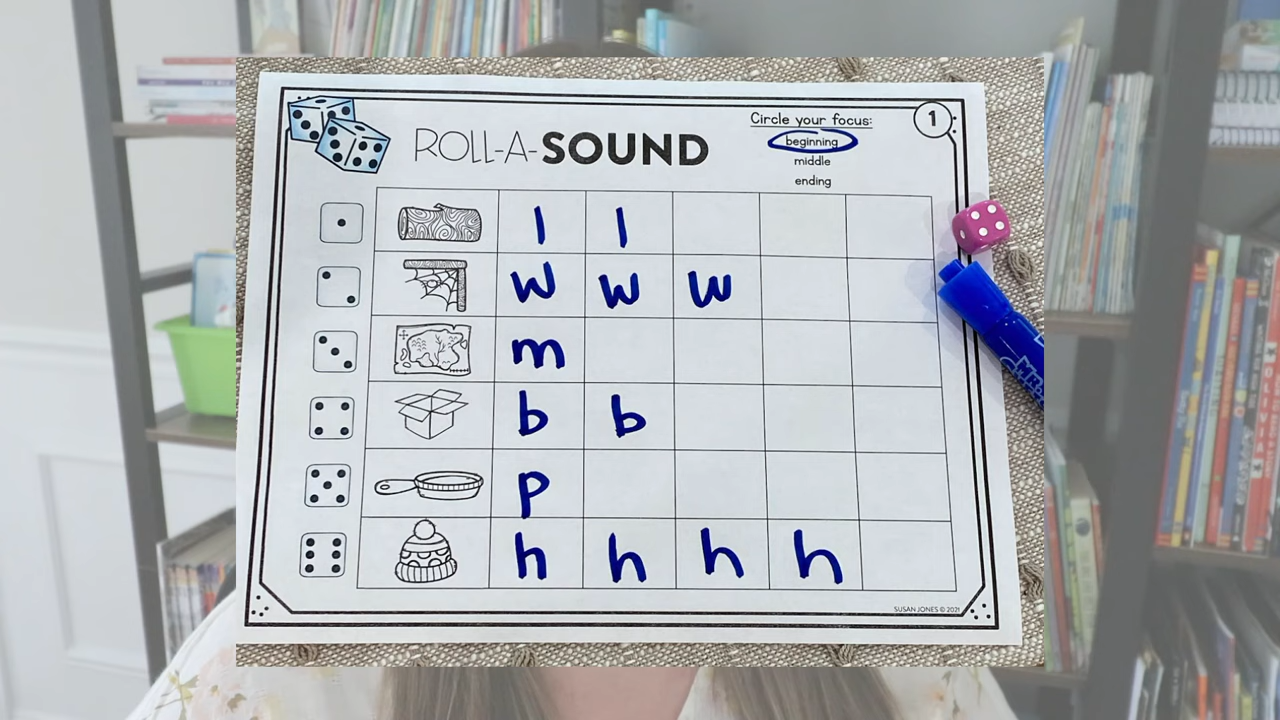 ROLL-A-SOUND
Circle your focus:
beginning
middle
ending
1
l l
w w w
m
b b
p
h h h h
SUSAN JONES © 2021